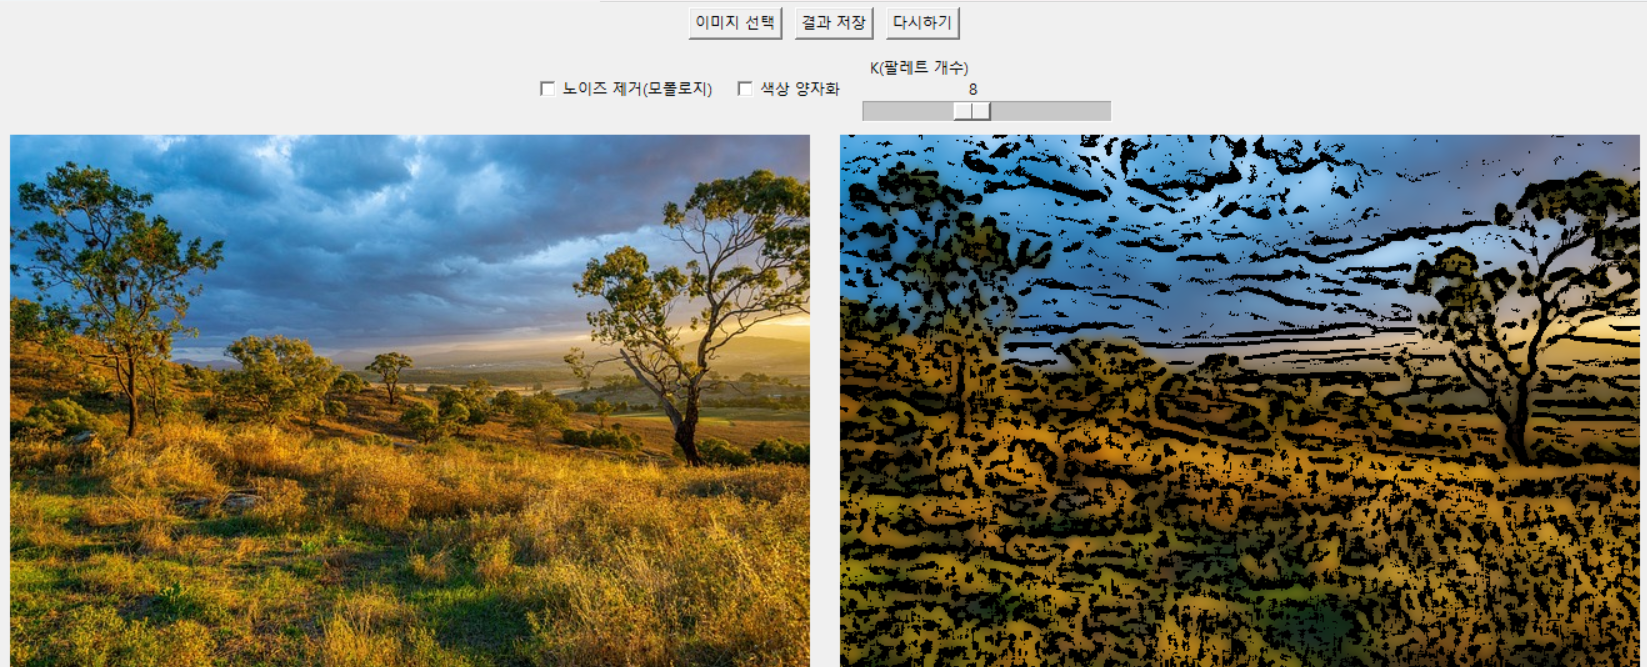 이미지 선택 결과 저장 다시하기
K(팔레트 개수)
노이즈 제거(모폴로지) 색상 양자화 8